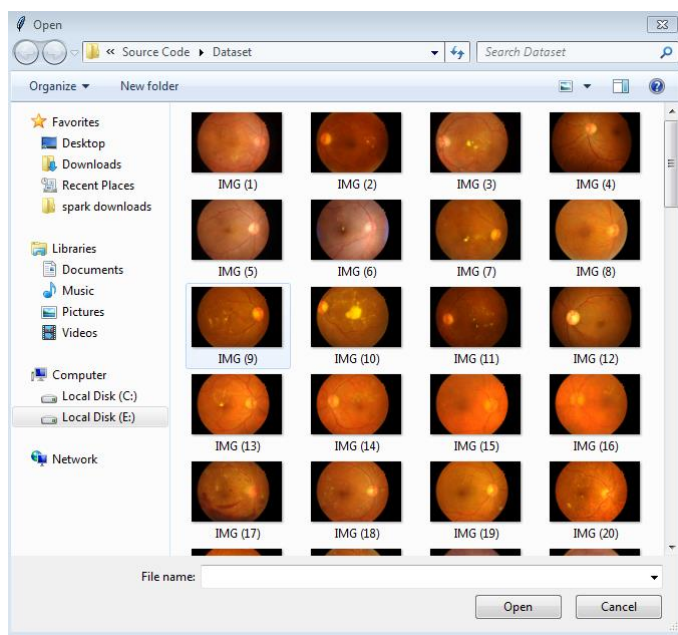 Open
« Source Code ▸ Dataset
Search Dataset
Organize ▾ New folder
Favorites
Desktop
Downloads
Recent Places
spark downloads
Libraries
Documents
Music
Pictures
Videos
Computer
Local Disk (C:)
Local Disk (E:)
Network
IMG (1) IMG (2) IMG (3) IMG (4)
IMG (5) IMG (6) IMG (7) IMG (8)
IMG (9) IMG (10) IMG (11) IMG (12)
IMG (13) IMG (14) IMG (15) IMG (16)
IMG (17) IMG (18) IMG (19) IMG (20)
File name:
Open Cancel